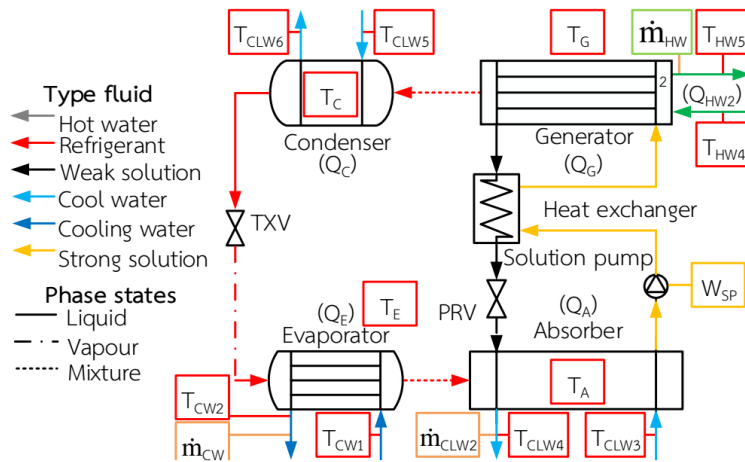 T_CLW6
T_CLW5
T_G
ṁ_HW
T_HW5
Type fluid
Hot water
Refrigerant
Weak solution
Cool water
Cooling water
Strong solution
Phase states
Liquid
Vapour
Mixture
T_C
Condenser
(Q_C)
2
(Q_HW2)
Generator
(Q_G)
T_HW4
TXV
Heat exchanger
Solution pump
W_SP
PRV
(Q_E)
Evaporator
T_E
(Q_A)
Absorber
T_A
T_CW2
ṁ_CW
T_CW1
ṁ_CLW2
T_CLW4
T_CLW3